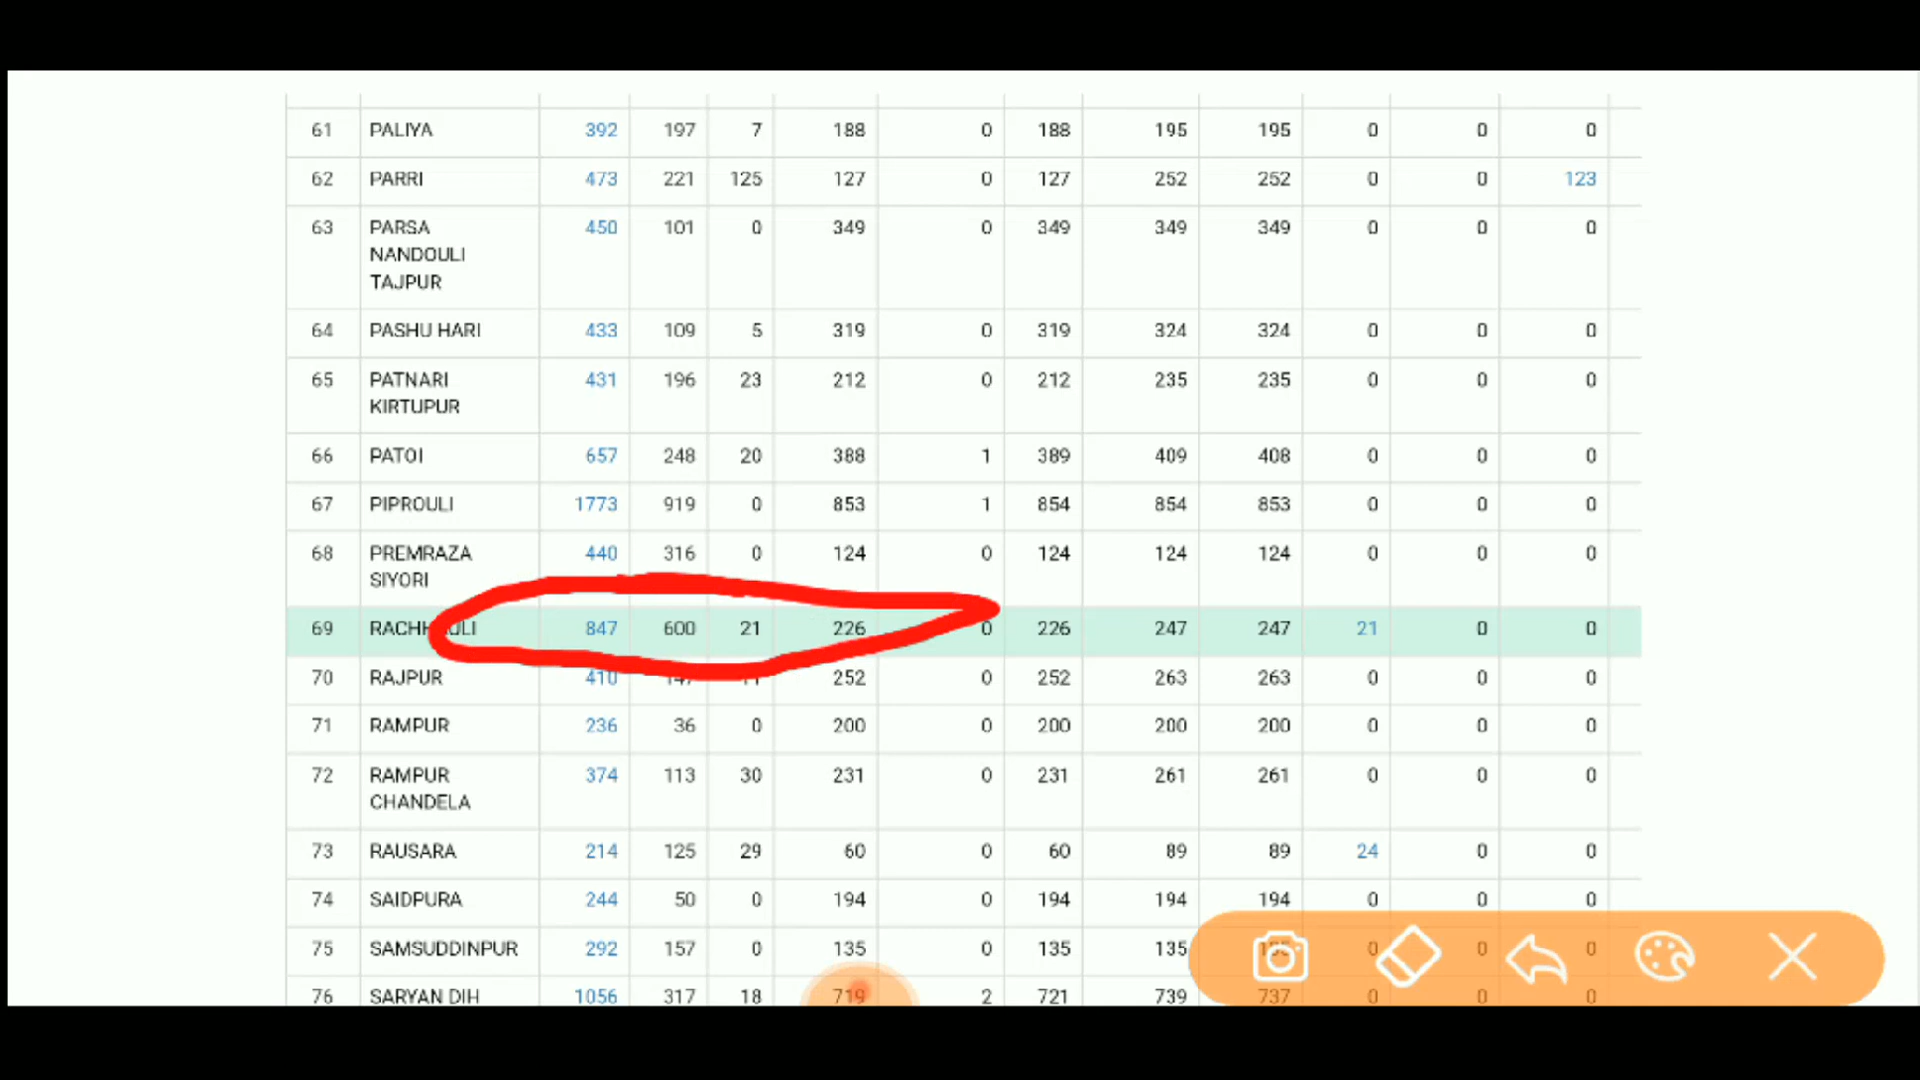 61 PALIYA 392 197 7 188 0 188 195 195 0 0 0
62 PARRI 473 221 125 127 0 127 252 252 0 0 123
63 PARSA 450 101 0 349 0 349 349 349 0 0 0
NANDOULI
TAJPUR
64 PASHU HARI 433 109 5 319 0 319 324 324 0 0 0
65 PATNARI 431 196 23 212 0 212 235 235 0 0 0
KIRTUPUR
66 PATOI 657 248 20 388 1 389 409 408 0 0 0
67 PIPROULI 1773 919 0 853 1 854 854 853 0 0 0
68 PREMRAZA 440 316 0 124 0 124 124 124 0 0 0
SIYORI
69 847 600 21 226 0 226 247 247 21 0 0
70 RAJPUR 410 252 0 252 263 263 0 0 0
71 RAMPUR 236 36 0 200 0 200 200 200 0 0 0
72 RAMPUR 374 113 30 231 0 231 261 261 0 0 0
CHANDELA
73 RAUSARA 214 125 29 60 0 60 89 89 24 0 0
74 SAIDPURA 244 50 0 194 0 194 194 194 0 0 0
75 SAMSUDDINPUR 292 157 0 135 0 135 135 0 0 0
76 SARYAN DIH 1056 317 18 719 2 721 739 737 0 0 0